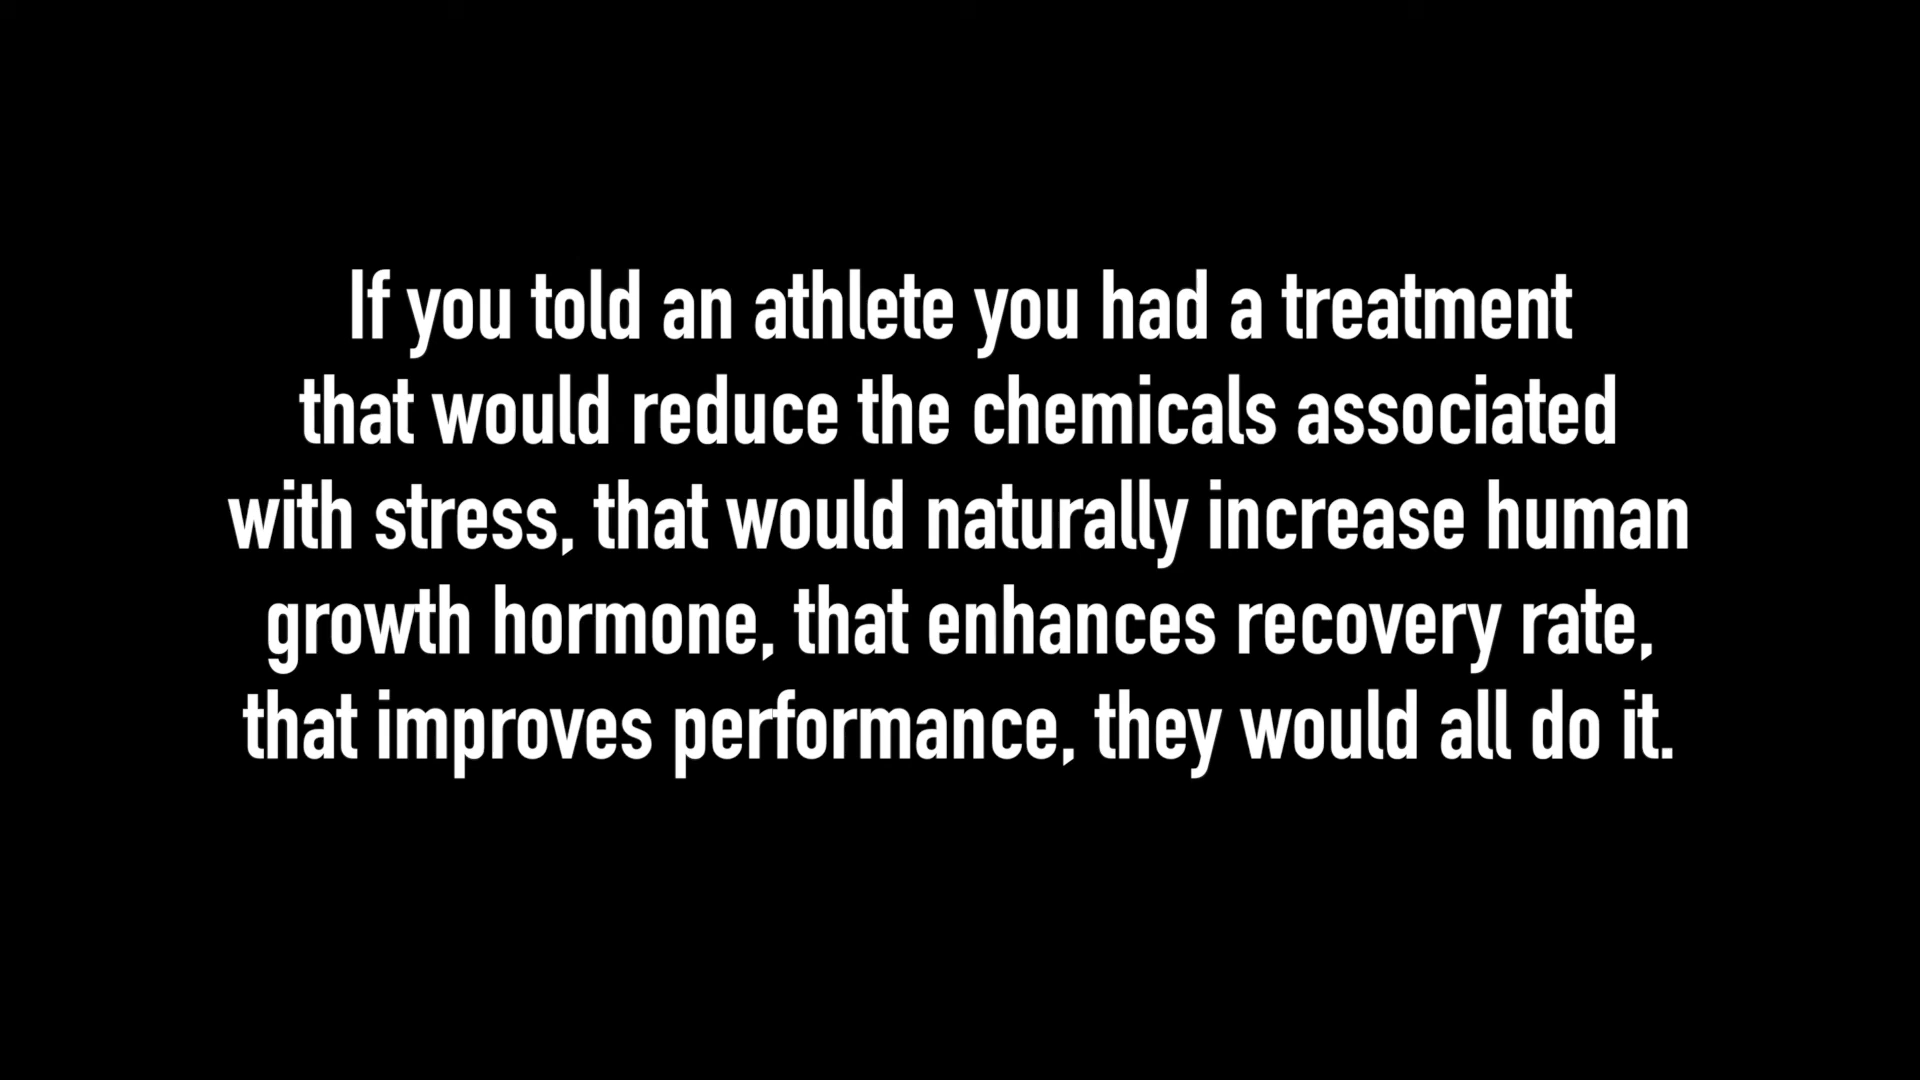 If you told an athlete you had a treatment
that would reduce the chemicals associated
with stress, that would naturally increase human
growth hormone, that enhances recovery rate,
that improves performance, they would all do it.